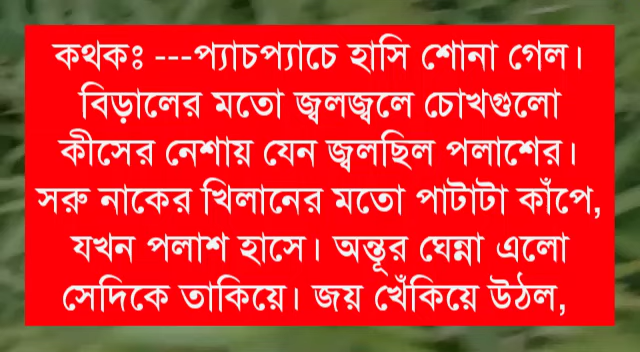 কথকঃ ---প্যাচপ্যাচে হাসি শোনা গেল।
বিড়ালের মতো জ্বলজ্বলে চোখগুলো
কীসের নেশায় যেন জ্বলছিল পলাশের।
সরু নাকের খিলানের মতো পাটাটা কাঁপে,
যখন পলাশ হাসে। অন্তূর ঘেন্না এলো
সেদিকে তাকিয়ে। জয় খেঁকিয়ে উঠল,